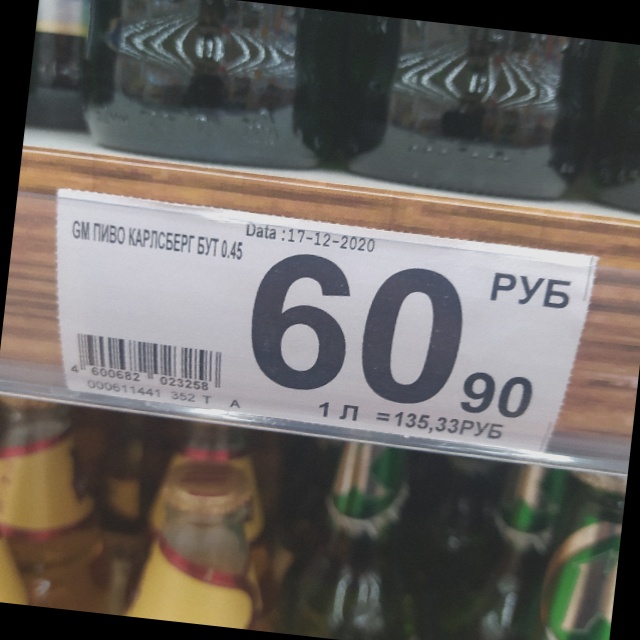 GM ПИВО КАРЛСБЕРГ БУТ 0.45
Data :17-12-2020
60 90
РУБ
4 600682 023258
000611441 352 T A
1 Л =135,33РУБ